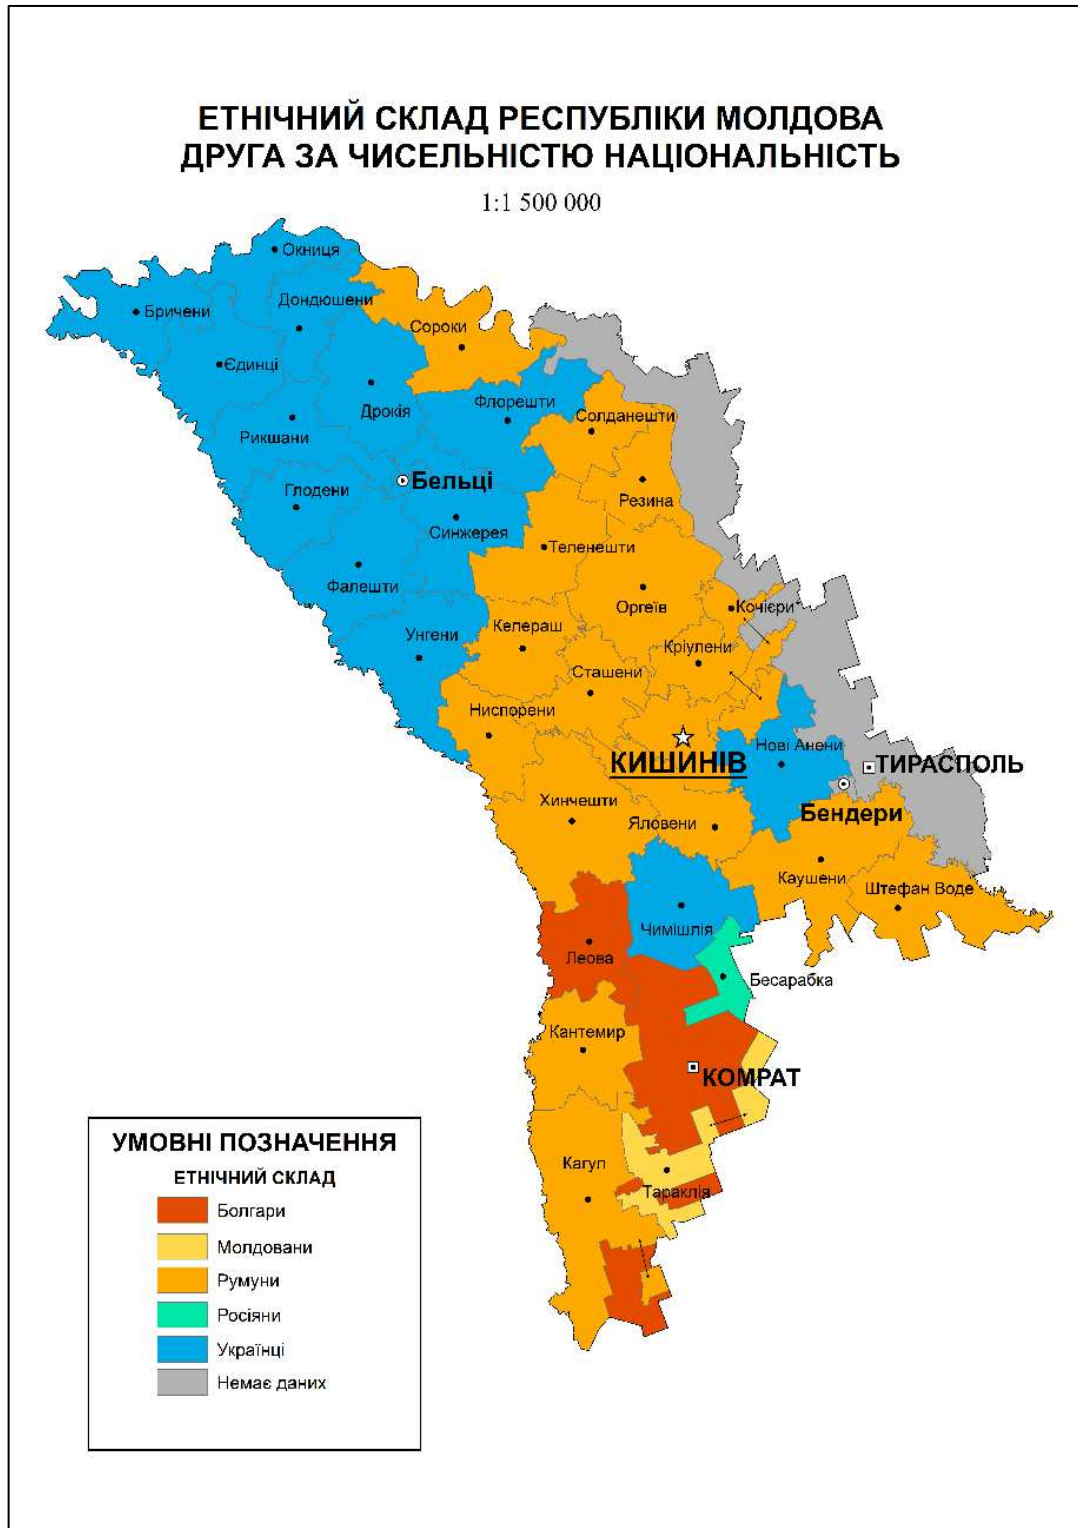 ЕТНІЧНИЙ СКЛАД РЕСПУБЛІКИ МОЛДОВА
ДРУГА ЗА ЧИСЕЛЬНІСТЮ НАЦІОНАЛЬНІСТЬ
1:1 500 000
Окниця
Бричени
Дондюшени
Сороки
Єдинці
Дрокія
Флорешти
Солданешти
Рикшани
Бельці
Глодени
Резина
Синжерея
Теленешти
Фалешти
Оргеїв
Кочієри
Келераш
Унгени
Кріулени
Сташени
Ниспорени
Нові Анени
КИШИНІВ
ТИРАСПОЛЬ
Хинчешти
Бендери
Яловени
Каушени
Штефан Воде
Чимішлія
Леова
Бесарабка
Кантемир
КОМРАТ
Кагул
Тараклія
УМОВНІ ПОЗНАЧЕННЯ
ЕТНІЧНИЙ СКЛАД
Болгари
Молдовани
Румуни
Росіяни
Українці
Немає даних